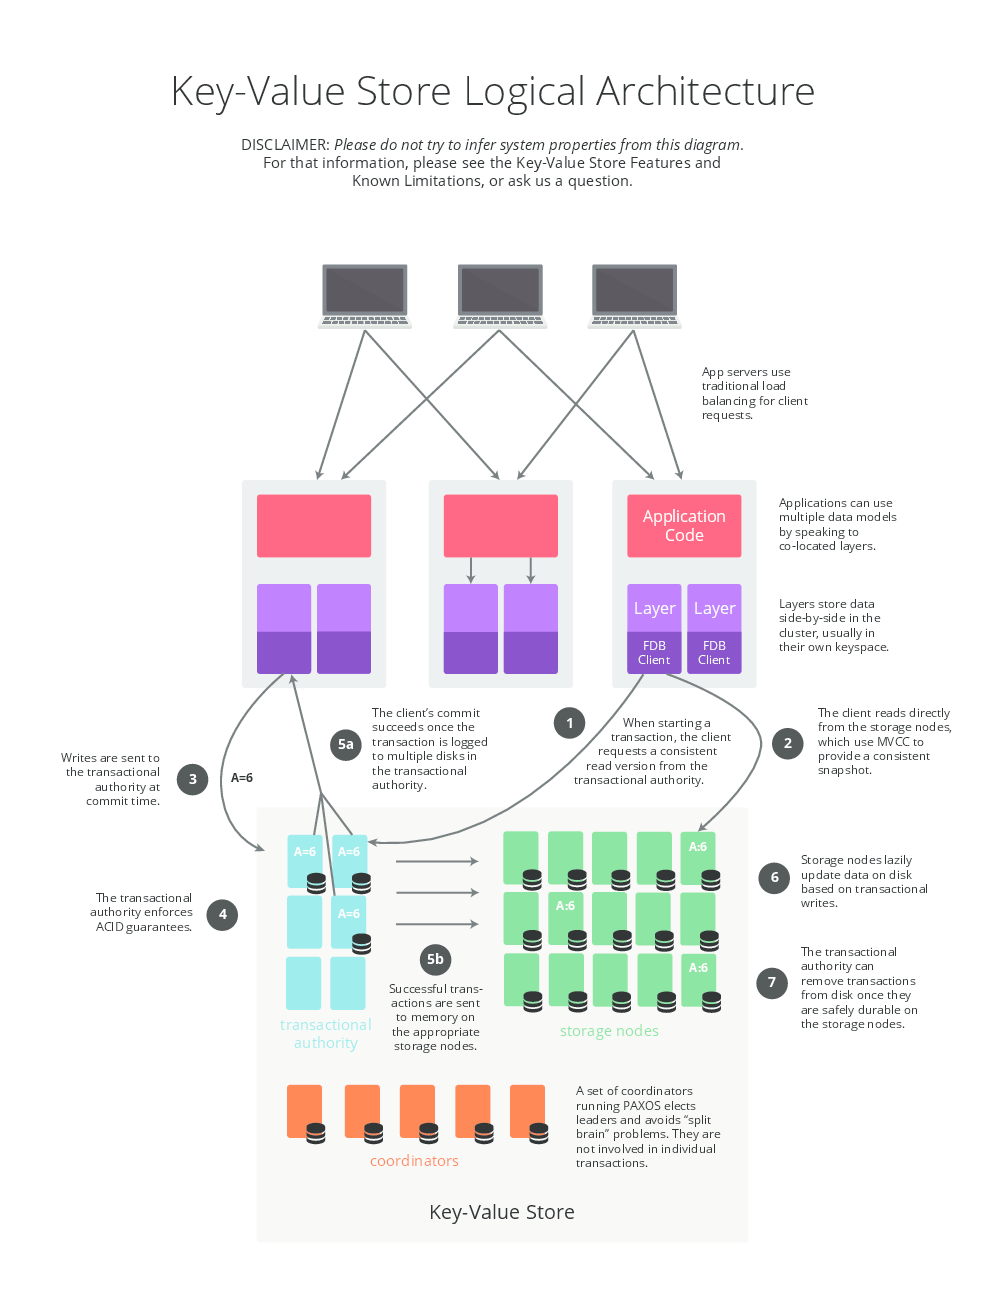 Key-Value Store Logical Architecture
DISCLAIMER: Please do not try to infer system properties from this diagram.
For that information, please see the Key-Value Store Features and
Known Limitations, or ask us a question.
App servers use
traditional load
balancing for client
requests.
Application
Code
Applications can use
multiple data models
by speaking to
co-located layers.
Layer
Layer
FDB
Client
FDB
Client
Layers store data
side-by-side in the
cluster, usually in
their own keyspace.
1
When starting a
transaction, the client
requests a consistent
read version from the
transactional authority.
2
The client reads directly
from the storage nodes,
which use MVCC to
provide a consistent
snapshot.
3
Writes are sent to
the transactional
authority at
commit time.
A=6
5a
The client’s commit
succeeds once the
transaction is logged
to multiple disks in
the transactional
authority.
A=6
A=6
A=6
4
The transactional
authority enforces
ACID guarantees.
transactional
authority
5b
Successful trans-
actions are sent
to memory on
the appropriate
storage nodes.
A:6
A:6
A:6
storage nodes
6
Storage nodes lazily
update data on disk
based on transactional
writes.
7
The transactional
authority can
remove transactions
from disk once they
are safely durable on
the storage nodes.
coordinators
A set of coordinators
running PAXOS elects
leaders and avoids “split
brain” problems. They are
not involved in individual
transactions.
Key-Value Store